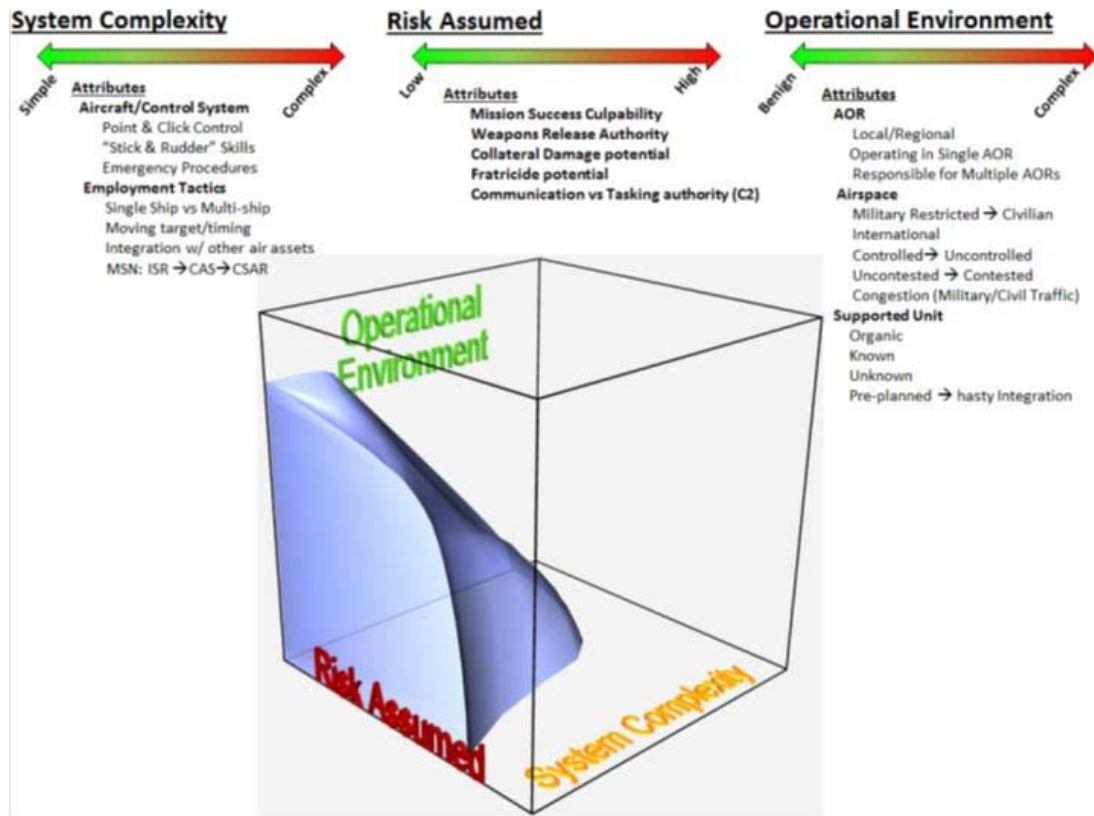 System Complexity
Simple
Complex
Attributes
Aircraft/Control System
Point & Click Control
"Stick & Rudder" Skills
Emergency Procedures
Employment Tactics
Single Ship vs Multi-ship
Moving target/timing
Integration w/ other air assets
MSN: ISR → CAS → CSAR
Risk Assumed
Low
High
Attributes
Mission Success Culpability
Weapons Release Authority
Collateral Damage potential
Fratricide potential
Communication vs Tasking authority (C2)
Operational Environment
Benign
Complex
Attributes
AOR
Local/Regional
Operating in Single AOR
Responsible for Multiple AORs
Airspace
Military Restricted → Civilian
International
Controlled → Uncontrolled
Uncontested → Contested
Congestion (Military/Civil Traffic)
Supported Unit
Organic
Known
Unknown
Pre-planned → hasty Integration
Operational
Environment
Risk Assumed
System Complexity